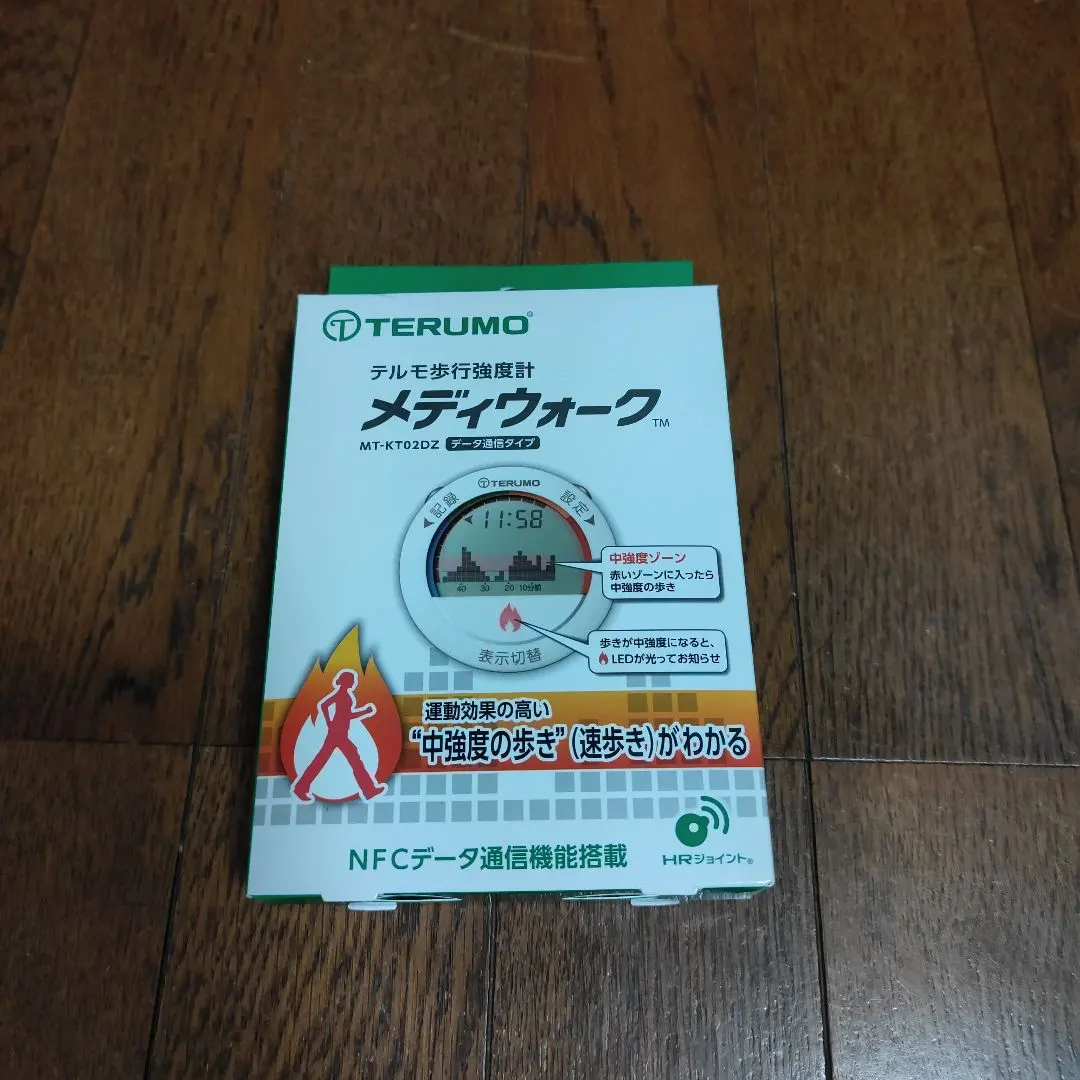 TERUMO®
テルモ歩行強度計
メディウォーク™
MT-KT02DZ データ通信タイプ
TERUMO
◀記録
設定▶
◀11:58
40 30 20 10分前
中強度ゾーン
赤いゾーンに入ったら
中強度の歩き
歩きが中強度になると、
LEDが光ってお知らせ
表示切替
運動効果の高い
“中強度の歩き”(速歩き)がわかる
NFCデータ通信機能搭載
HRジョイント®